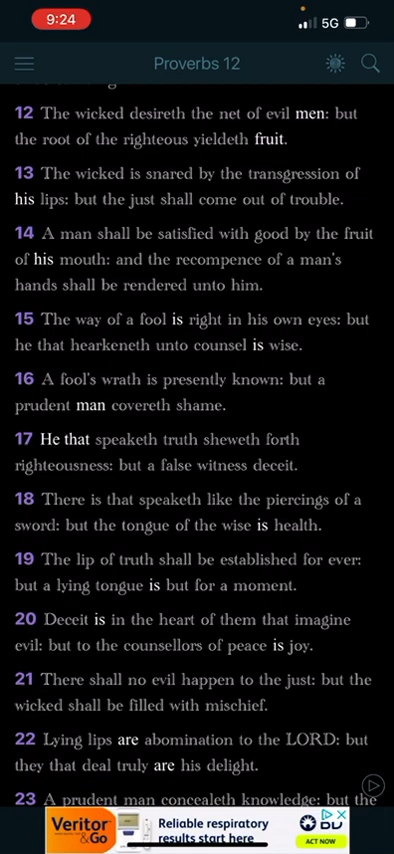 9:24
5G
Proverbs 12
12 The wicked desireth the net of evil men: but
the root of the righteous yieldeth fruit.
13 The wicked is snared by the transgression of
his lips: but the just shall come out of trouble.
14 A man shall be satisfied with good by the fruit
of his mouth: and the recompence of a man's
hands shall be rendered unto him.
15 The way of a fool is right in his own eyes: but
he that hearkeneth unto counsel is wise.
16 A fool's wrath is presently known: but a
prudent man covereth shame.
17 He that speaketh truth sheweth forth
righteousness: but a false witness deceit.
18 There is that speaketh like the piercings of a
sword: but the tongue of the wise is health.
19 The lip of truth shall be established for ever:
but a lying tongue is but for a moment.
20 Deceit is in the heart of them that imagine
evil: but to the counsellors of peace is joy.
21 There shall no evil happen to the just: but the
wicked shall be filled with mischief.
22 Lying lips are abomination to the LORD: but
they that deal truly are his delight.
23 A prudent man concealeth knowledge: but the
Veritor
&Go
Reliable respiratory
results start here
ACT NOW